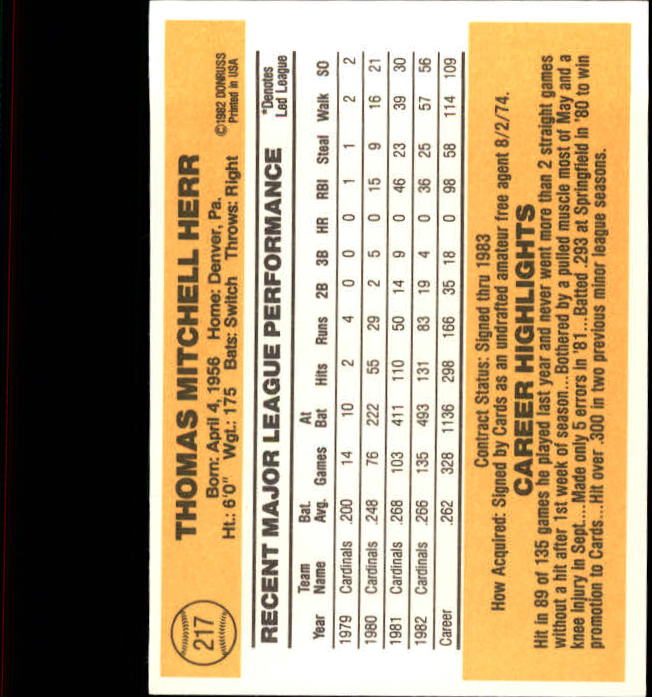 217
THOMAS MITCHELL HERR
Born: April 4, 1956 Home: Denver, Pa.
Ht.: 6'0" Wgt.: 175 Bats: Switch Throws: Right
©1982 DONRUSS
Printed in USA
RECENT MAJOR LEAGUE PERFORMANCE
*Denotes
Led League
Team Bat. At
Year Name Avg. Games Bat Hits Runs 2B 3B HR RBI Steal Walk SO
1979 Cardinals .200 14 10 2 4 0 0 0 1 1 2 2
1980 Cardinals .248 76 222 55 29 2 5 0 15 9 16 21
1981 Cardinals .268 103 411 110 50 14 9 0 46 23 39 30
1982 Cardinals .266 135 493 131 83 19 4 0 36 25 57 56
Career .262 328 1136 298 166 35 18 0 98 58 114 109
Contract Status: Signed thru 1983
How Acquired: Signed by Cards as an undrafted amateur free agent 8/2/74.
CAREER HIGHLIGHTS
Hit in 89 of 135 games he played last year and never went more than 2 straight games
without a hit after 1st week of season...Bothered by a pulled muscle most of May and a
knee injury in Sept....Made only 5 errors in '81...Batted .293 at Springfield in '80 to win
promotion to Cards...Hit over .300 in two previous minor league seasons.